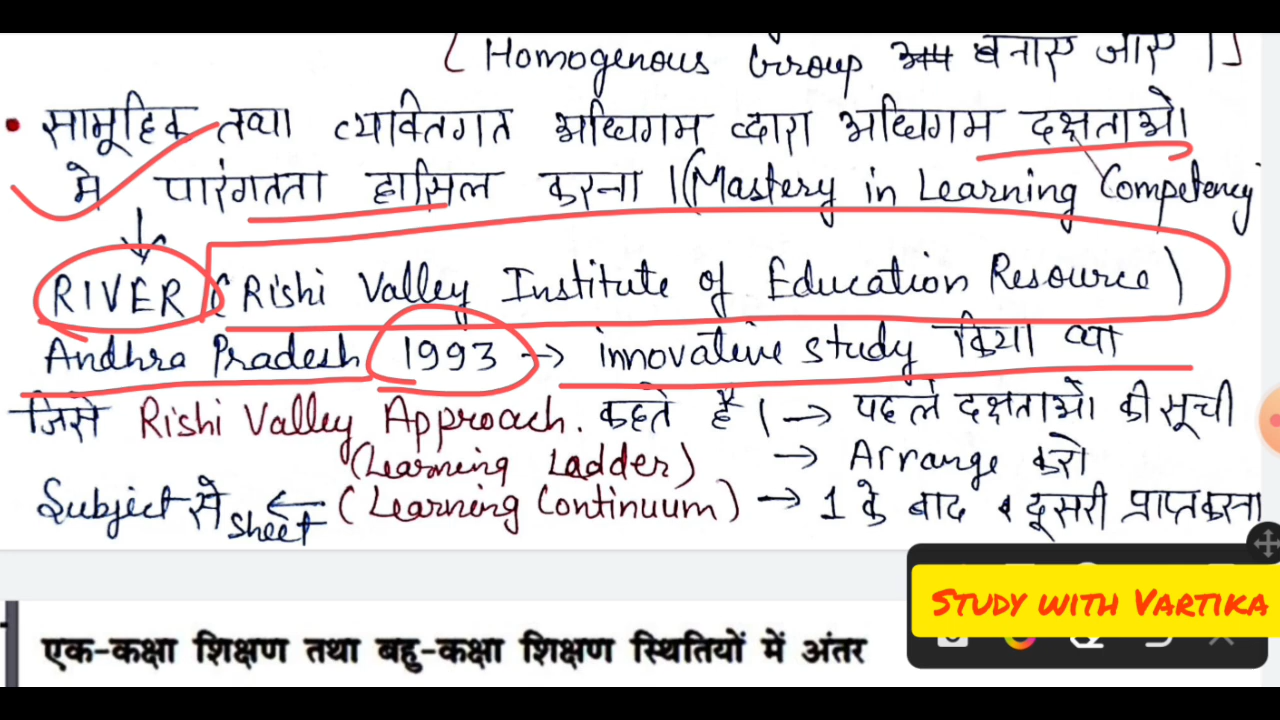 [ Homogenous Group बनाए जाए ।]
• सामूहिक तथा व्यक्तिगत अधिगम व्दारा अधिगम दक्षताओं
मे पारंगतता हासिल करना ।(Mastery in Learning Competency
RIVER (Rishi Valley Institute of Education Resource)
Andhra Pradesh 1993 → innovative study किया था
जिसे Rishi Valley Approach. कहते हैं। → पहले दक्षताओं की सूची
(Learning Ladder) → Arrange करो
Subject से sheet ← (Learning Continuum) → 1 के बाद दूसरी प्राप्त करना
STUDY WITH VARTIKA
एक-कक्षा शिक्षण तथा बहु-कक्षा शिक्षण स्थितियों में अंतर